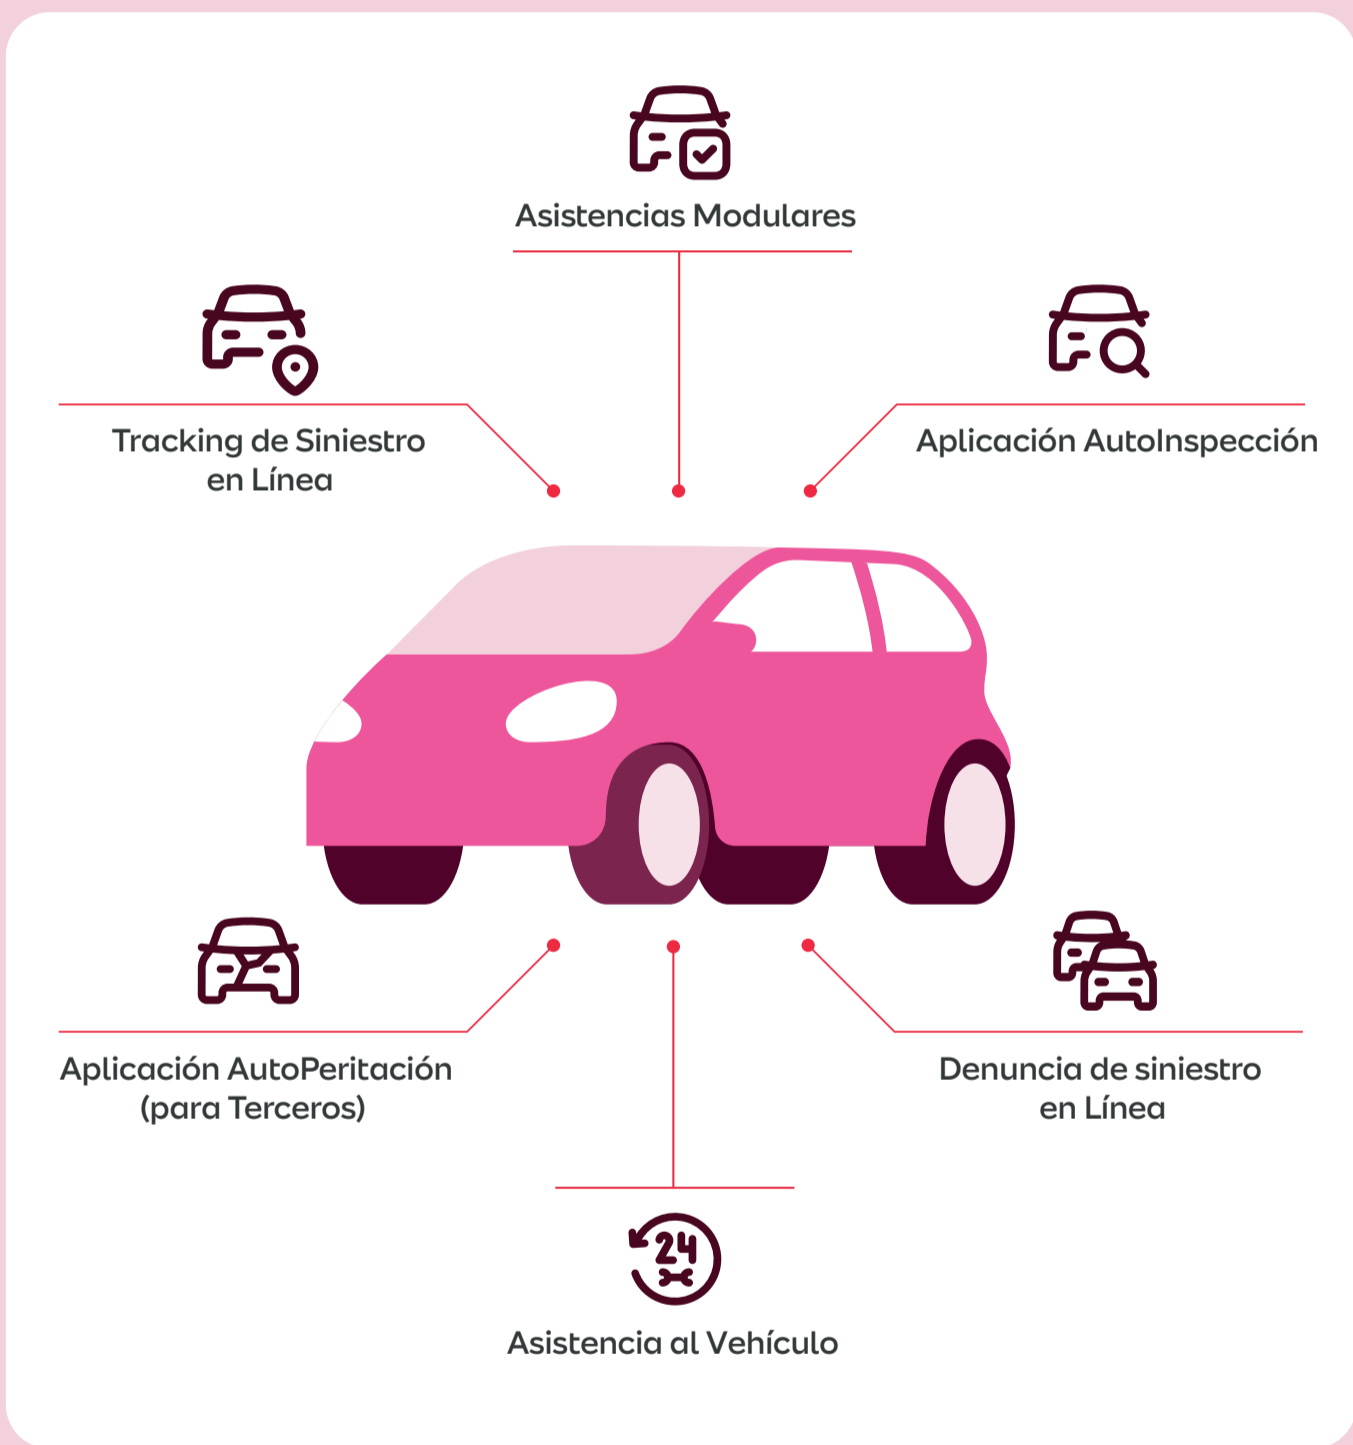 Asistencias Modulares
Tracking de Siniestro
en Línea
Aplicación AutoInspección
Aplicación AutoPeritación
(para Terceros)
Denuncia de siniestro
en Línea
24
Asistencia al Vehículo